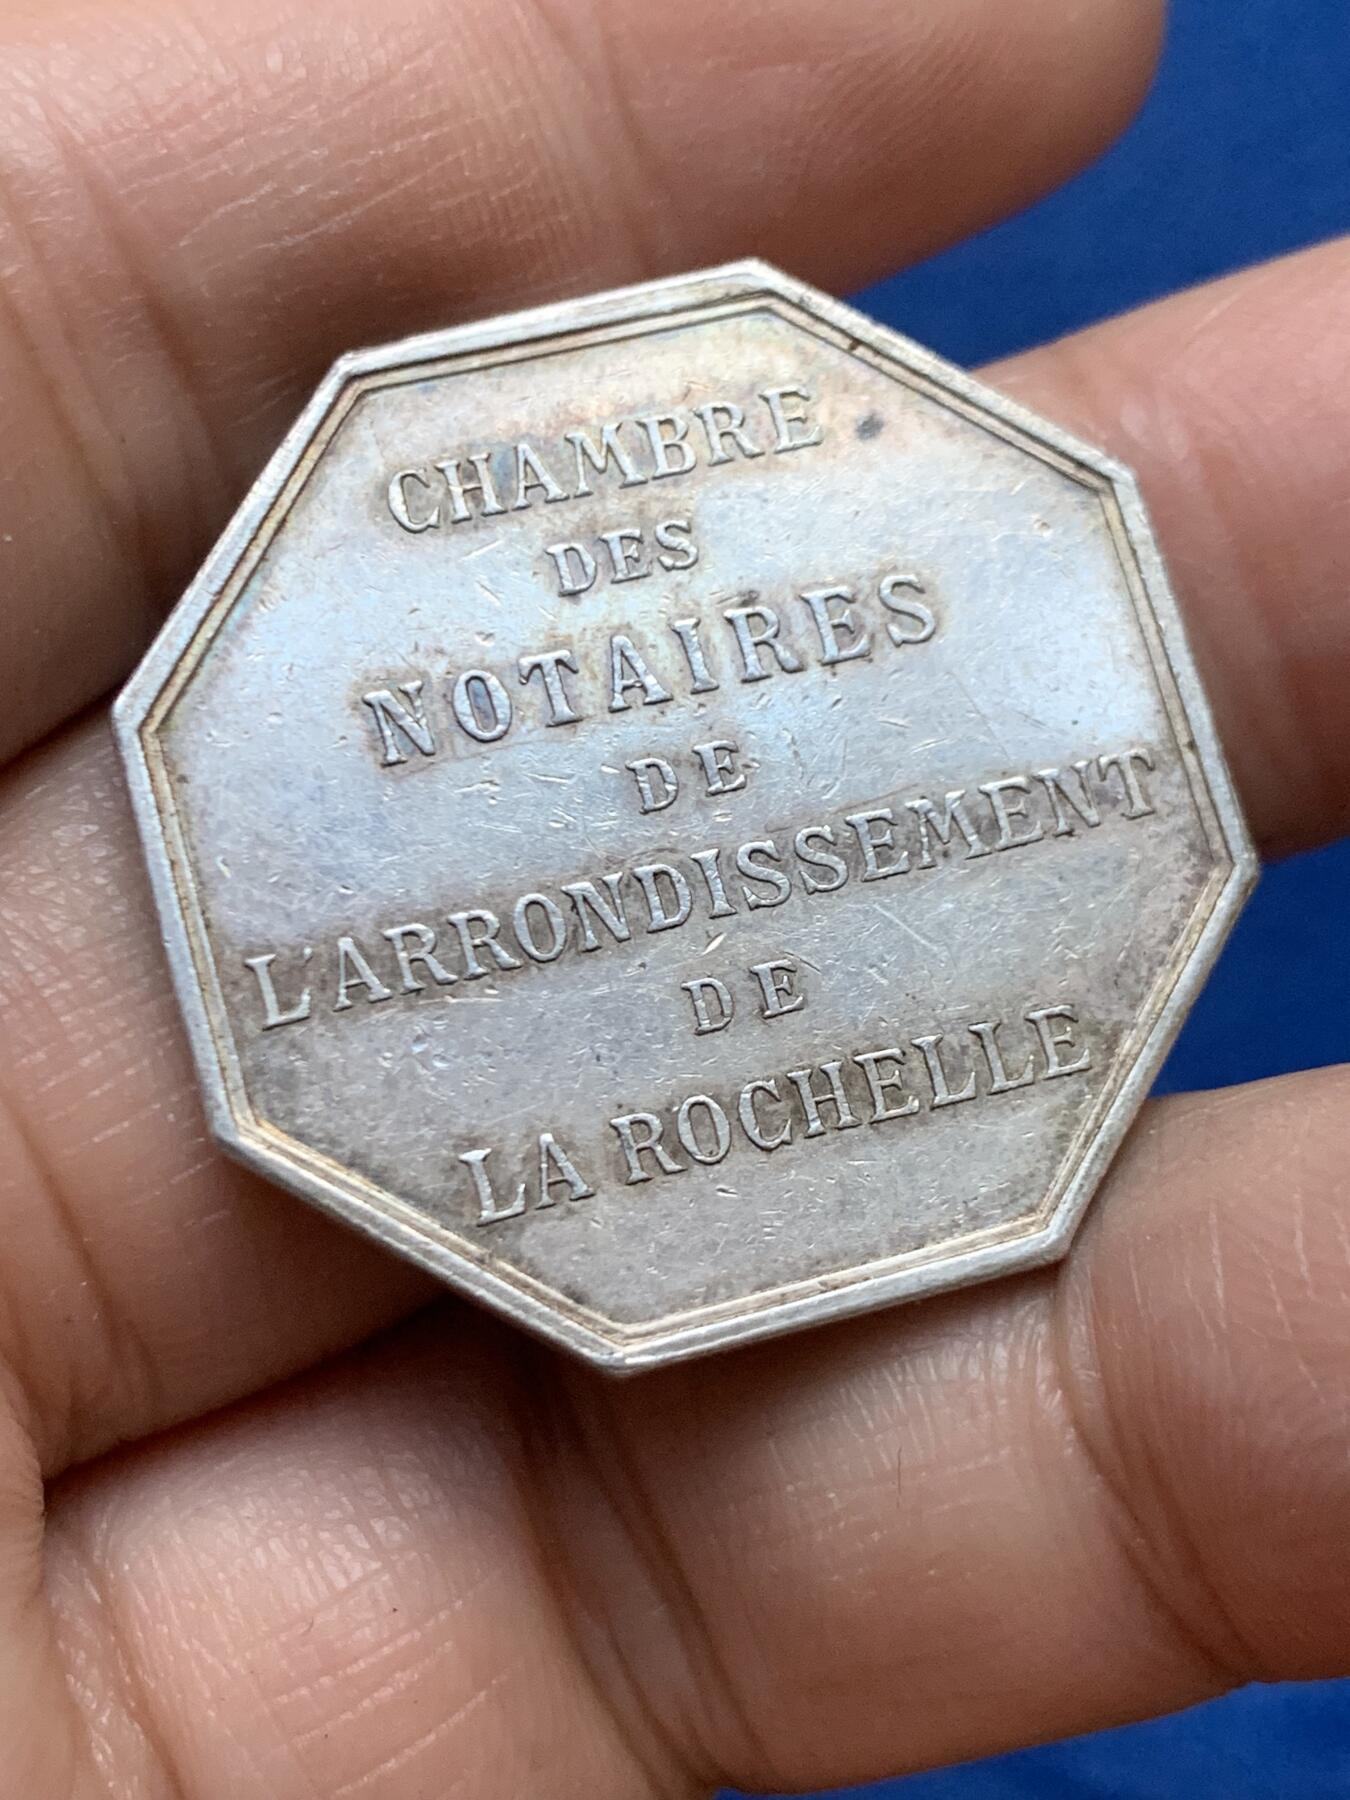 CHAMBRE
DES
NOTAIRES
DE
L'ARRONDISSEMENT
DE
LA ROCHELLE